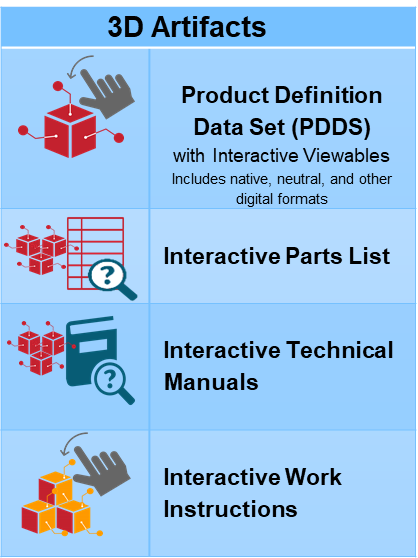 3D Artifacts
Product Definition
Data Set (PDDS)
with Interactive Viewables
Includes native, neutral, and other
digital formats
?
Interactive Parts List
?
Interactive Technical
Manuals
Interactive Work
Instructions